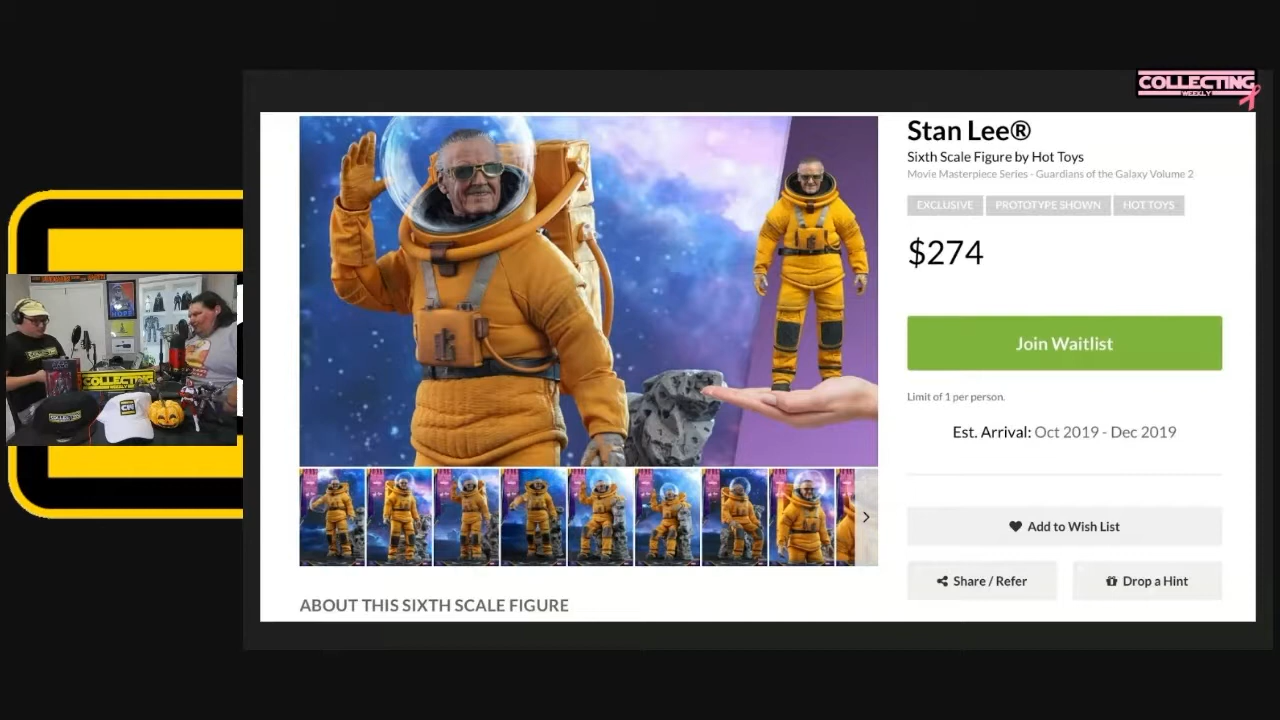 COLLECTING
WEEKLY
Stan Lee®
Sixth Scale Figure by Hot Toys
Movie Masterpiece Series - Guardians of the Galaxy Volume 2
EXCLUSIVE
PROTOTYPE SHOWN
HOT TOYS
$274
Join Waitlist
Limit of 1 per person.
Est. Arrival: Oct 2019 - Dec 2019
Add to Wish List
Share / Refer
Drop a Hint
ABOUT THIS SIXTH SCALE FIGURE
HOPE
COLLECTING